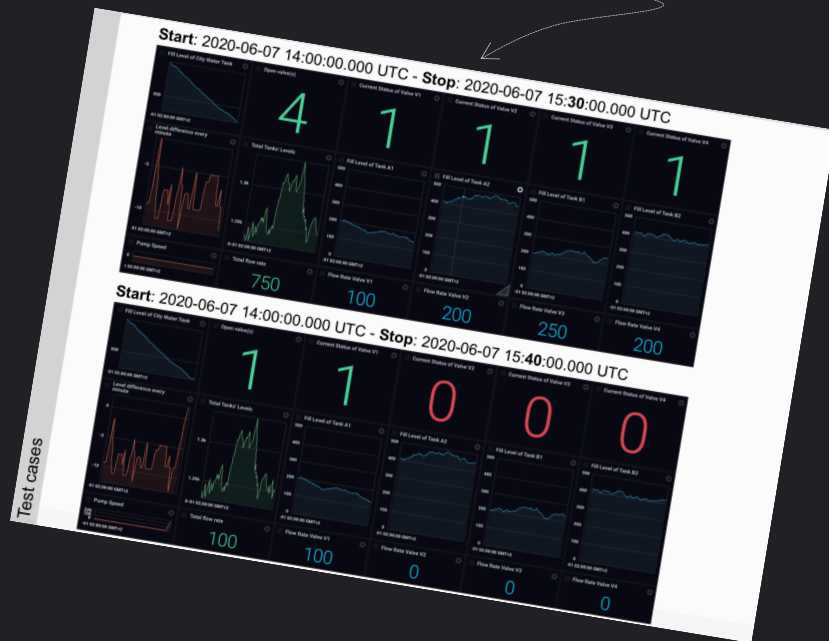 Start: 2020-06-07 14:00:00.000 UTC - Stop: 2020-06-07 15:30:00.000 UTC
Fill Level of City Water Tank
Open valve(s)
Current Status of Valve V1
Current Status of Valve V2
Current Status of Valve V3
Current Status of Valve V4
4
1
1
1
1
Level difference every
minute
Total Tanks' Levels
Fill Level of Tank A1
Fill Level of Tank A2
Fill Level of Tank B1
Fill Level of Tank B2
Pump Speed
Total flow rate
Flow Rate Valve V1
Flow Rate Valve V2
Flow Rate Valve V3
Flow Rate Valve V4
750
100
200
250
200
Start: 2020-06-07 14:00:00.000 UTC - Stop: 2020-06-07 15:40:00.000 UTC
Fill Level of City Water Tank
Open valve(s)
Current Status of Valve V1
Current Status of Valve V2
Current Status of Valve V3
Current Status of Valve V4
1
1
0
0
0
Level difference every
minute
Total Tanks' Levels
Fill Level of Tank A1
Fill Level of Tank A2
Fill Level of Tank B1
Fill Level of Tank B2
Pump Speed
Total flow rate
Flow Rate Valve V1
Flow Rate Valve V2
Flow Rate Valve V3
Flow Rate Valve V4
100
100
0
0
0
Test cases